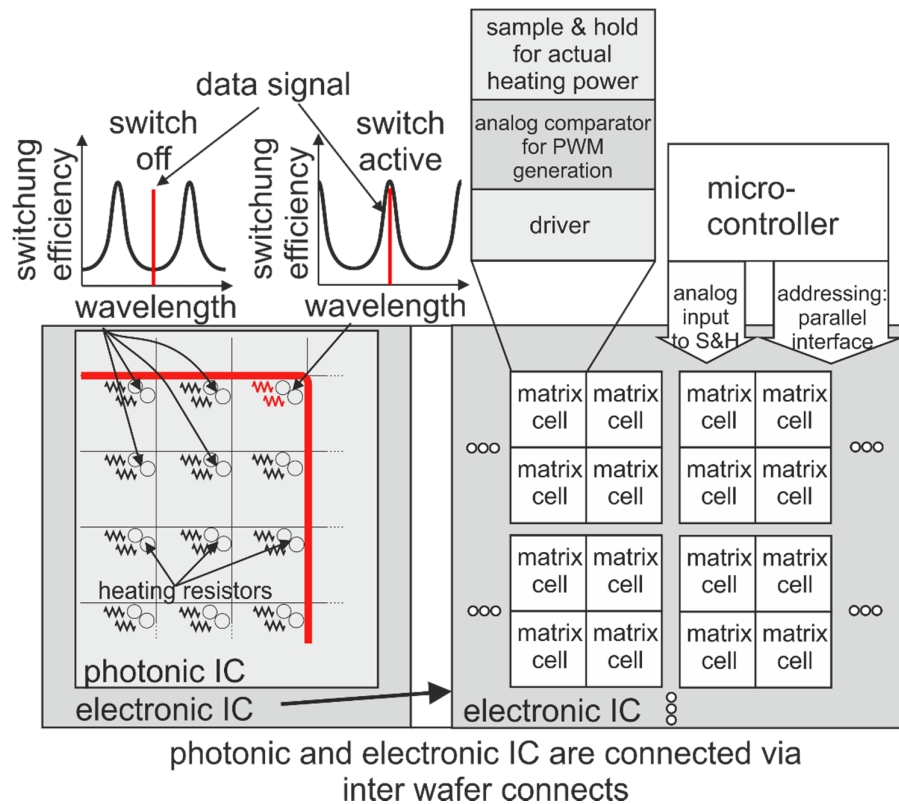 data signal
switch
off
switchung
efficiency
wavelength
switch
active
switchung
efficiency
wavelength
sample & hold
for actual
heating power
analog comparator
for PWM
generation
driver
micro-
controller
analog
input
to S&H
addressing:
parallel
interface
heating resistors
photonic IC
electronic IC
matrix
cell
matrix
cell
matrix
cell
matrix
cell
matrix
cell
matrix
cell
matrix
cell
matrix
cell
matrix
cell
matrix
cell
matrix
cell
matrix
cell
matrix
cell
matrix
cell
matrix
cell
matrix
cell
electronic IC
photonic and electronic IC are connected via
inter wafer connects